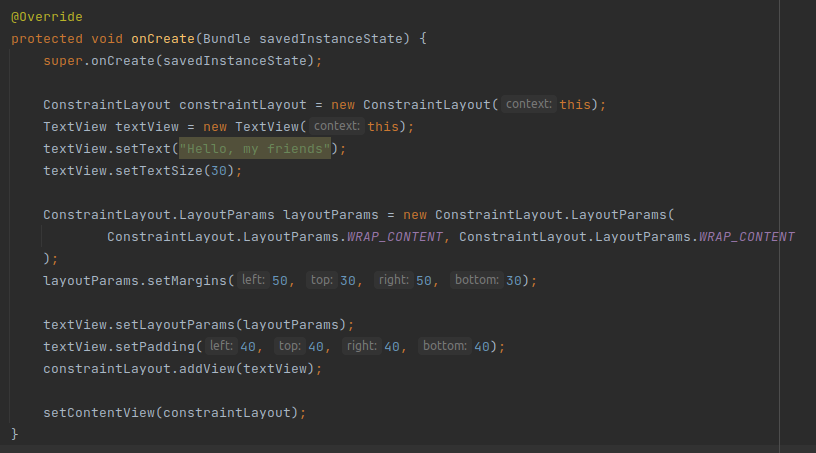 @Override
protected void onCreate(Bundle savedInstanceState) {
super.onCreate(savedInstanceState);
ConstraintLayout constraintLayout = new ConstraintLayout( context: this);
TextView textView = new TextView( context: this);
textView.setText("Hello, my friends");
textView.setTextSize(30);
ConstraintLayout.LayoutParams layoutParams = new ConstraintLayout.LayoutParams(
ConstraintLayout.LayoutParams.WRAP_CONTENT, ConstraintLayout.LayoutParams.WRAP_CONTENT
);
layoutParams.setMargins( left: 50, top: 30, right: 50, bottom: 30);
textView.setLayoutParams(layoutParams);
textView.setPadding( left: 40, top: 40, right: 40, bottom: 40);
constraintLayout.addView(textView);
setContentView(constraintLayout);
}